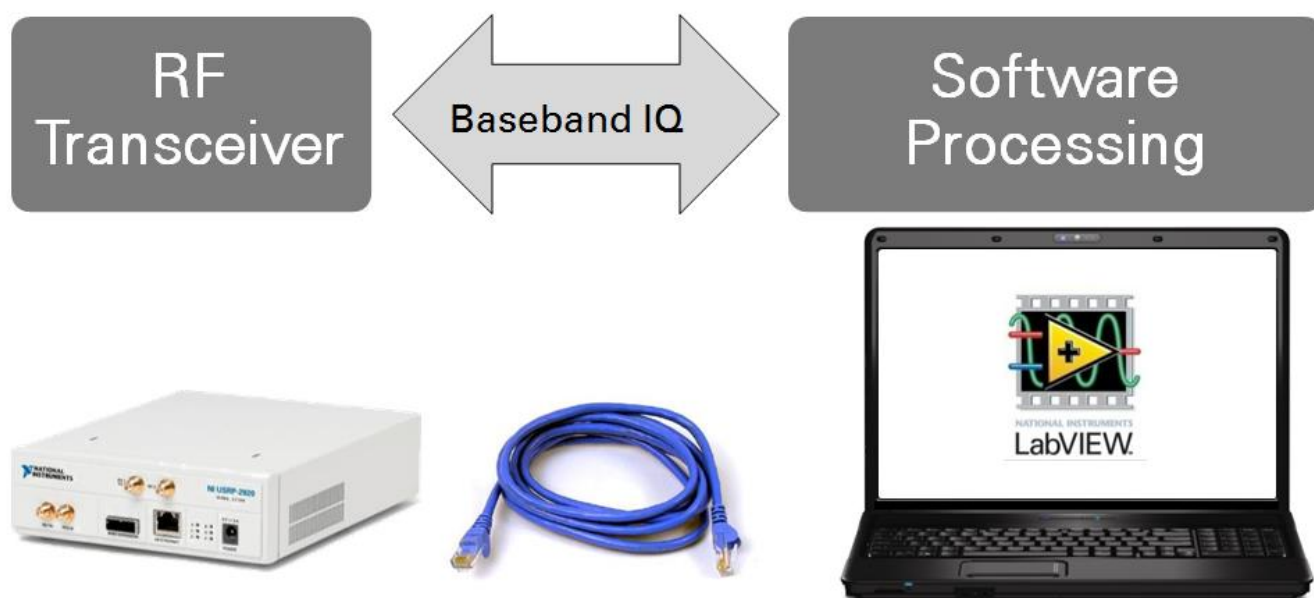 RF
Transceiver
Baseband IQ
Software
Processing
NATIONAL INSTRUMENTS
LabVIEW.
NATIONAL
INSTRUMENTS
NI USRP-2920